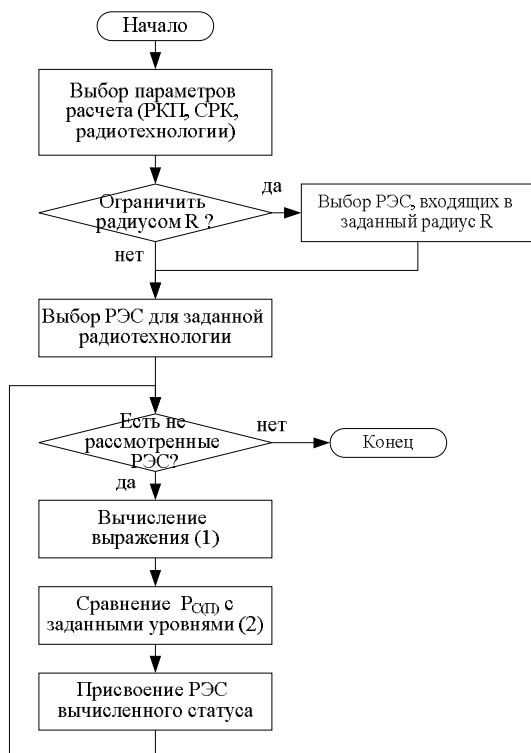 Начало
Выбор параметров
расчета (РКП, СРК,
радиотехнологии)
Ограничить
радиусом R ?
да
Выбор РЭС, входящих в
заданный радиус R
нет
Выбор РЭС для заданной
радиотехнологии
Есть не
рассмотренные
РЭС?
нет
Конец
да
Вычисление
выражения (1)
Сравнение P_С(П) с
заданными уровнями (2)
Присвоение РЭС
вычисленного статуса